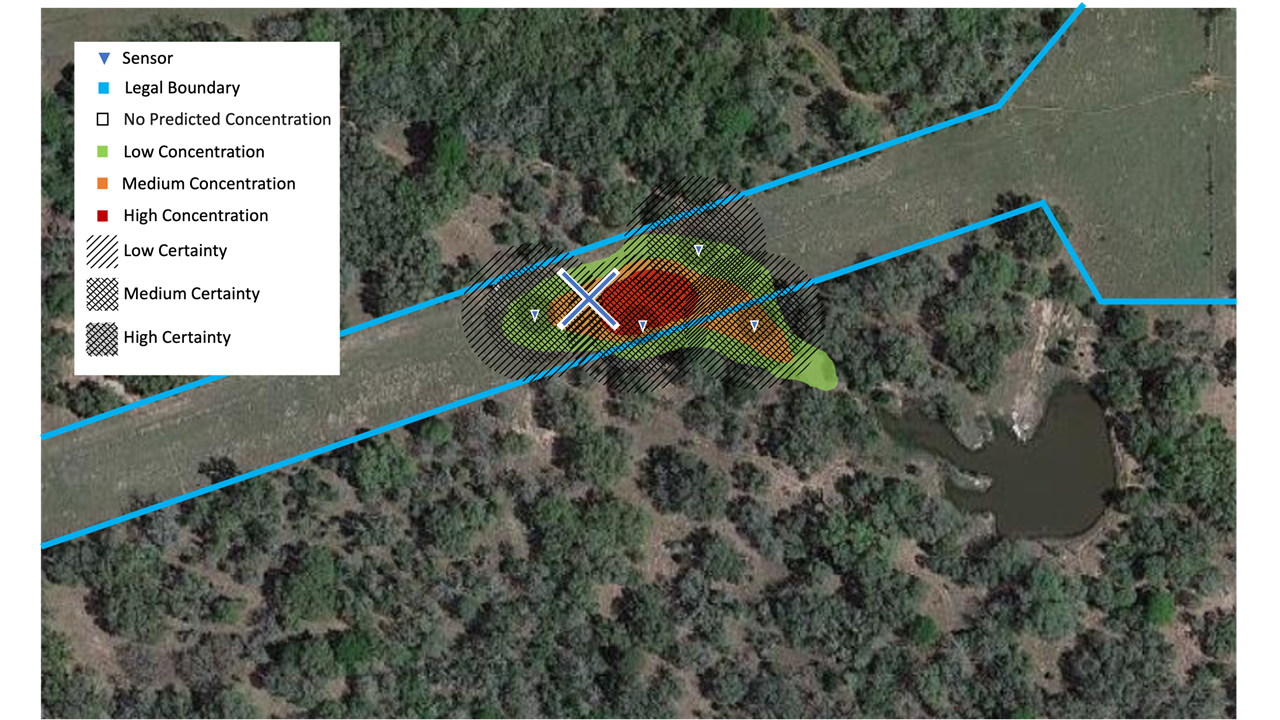 Sensor
Legal Boundary
No Predicted Concentration
Low Concentration
Medium Concentration
High Concentration
Low Certainty
Medium Certainty
High Certainty